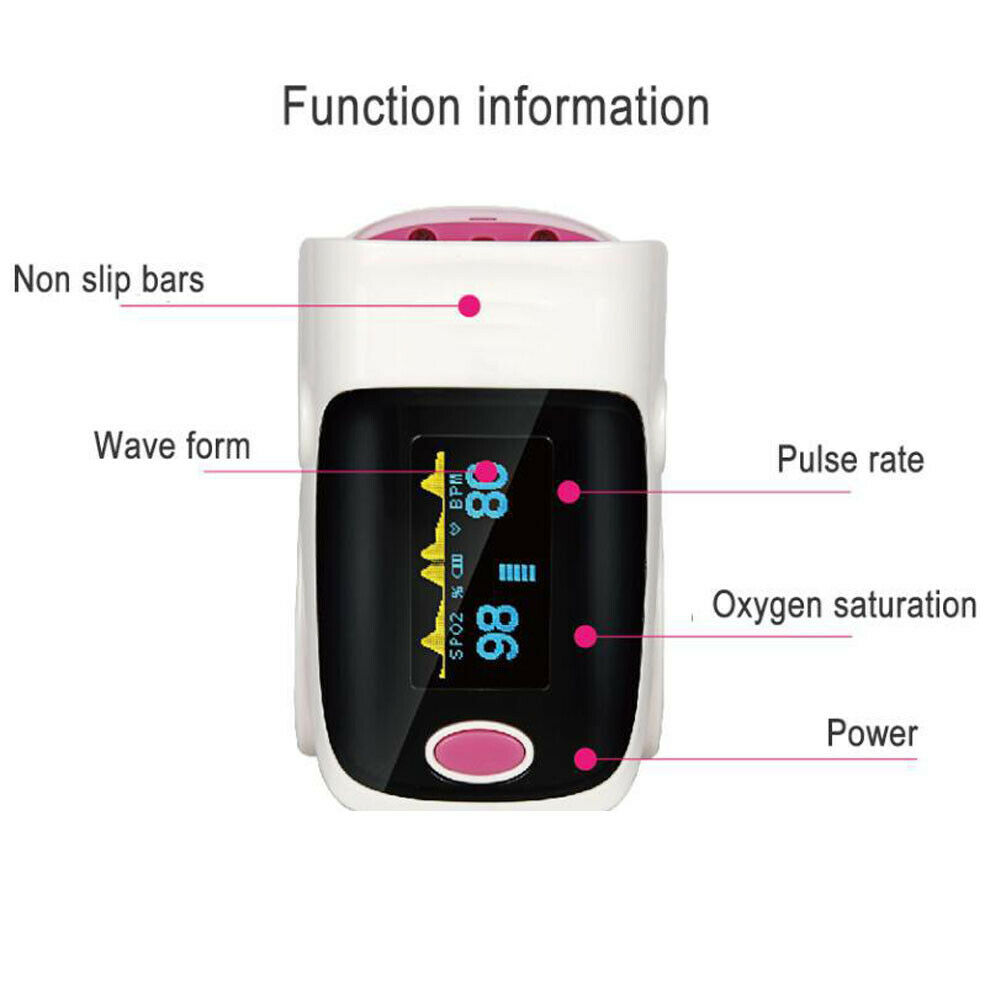 Function information
Non slip bars
Wave form
Pulse rate
Oxygen saturation
Power
SPO2 % BPM
98 80